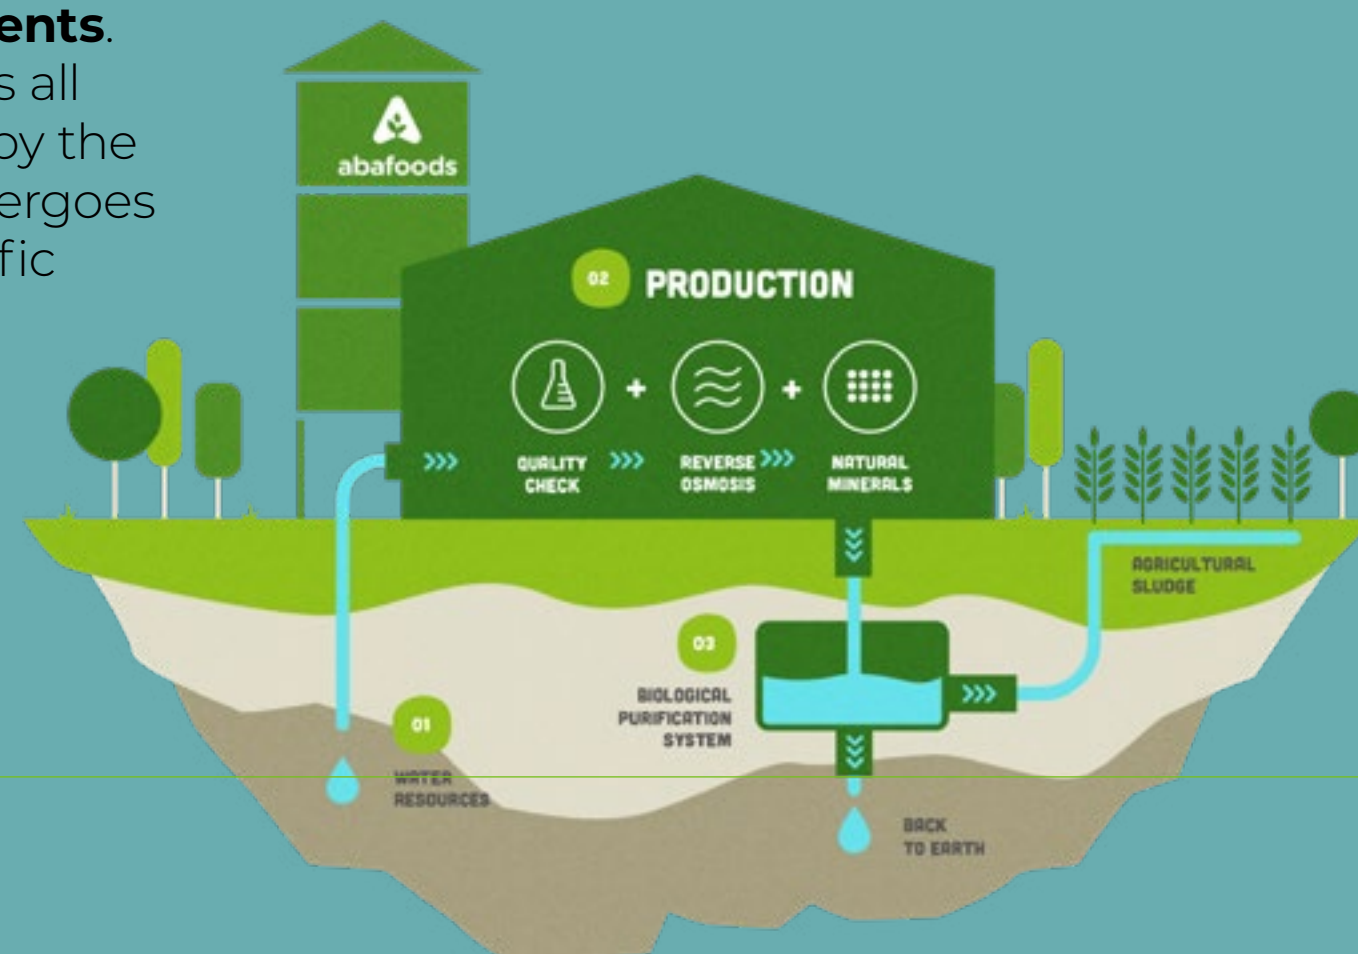 ents.
s all
by the
ergoes
fic
abafoods
02 PRODUCTION
+ +
>>> QUALITY >>> REVERSE >>> NATURAL
CHECK OSMOSIS MINERALS
AGRICULTURAL
SLUDGE
03
BIOLOGICAL
PURIFICATION
SYSTEM
>>>
01
WATER
RESOURCES
BACK
TO EARTH